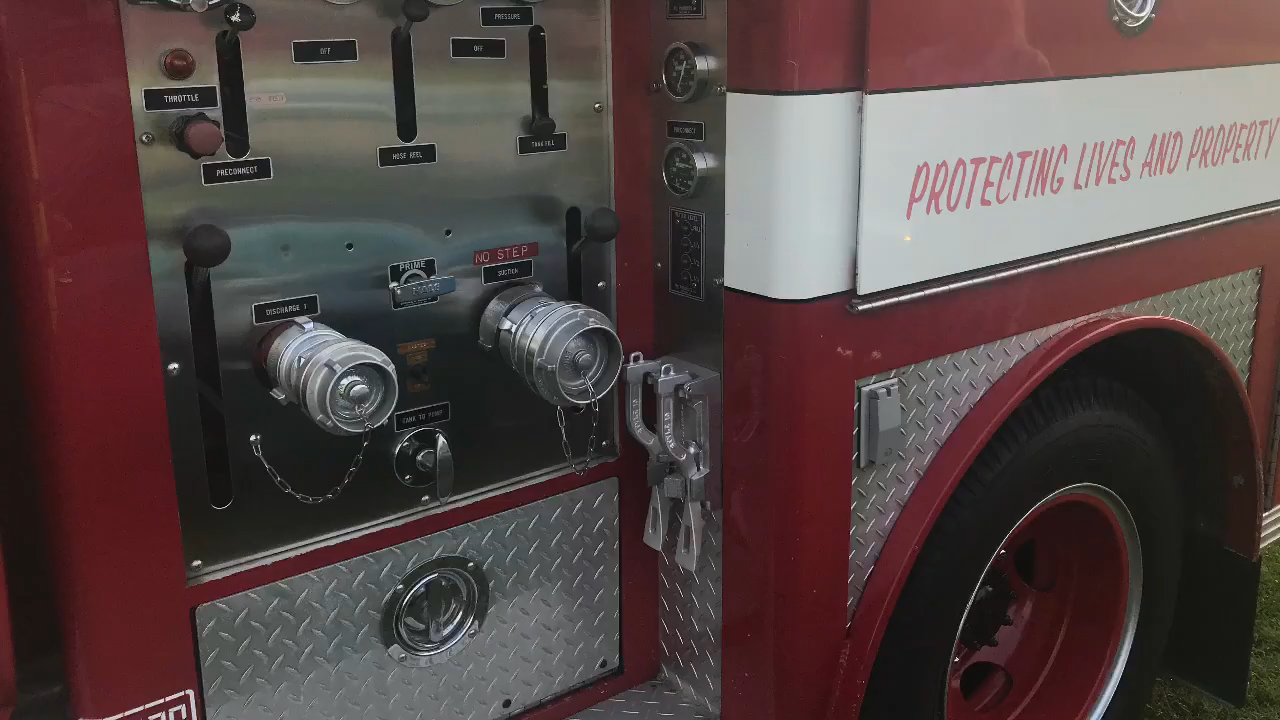 PRESSURE
OFF
OFF
THROTTLE
PRECONNECT
HOSE REEL
TANK FILL
PRECONNECT
PROTECTING LIVES AND PROPERTY
NO STEP
SUCTION
PRIME
DISCHARGE 1
TANK TO PUMP